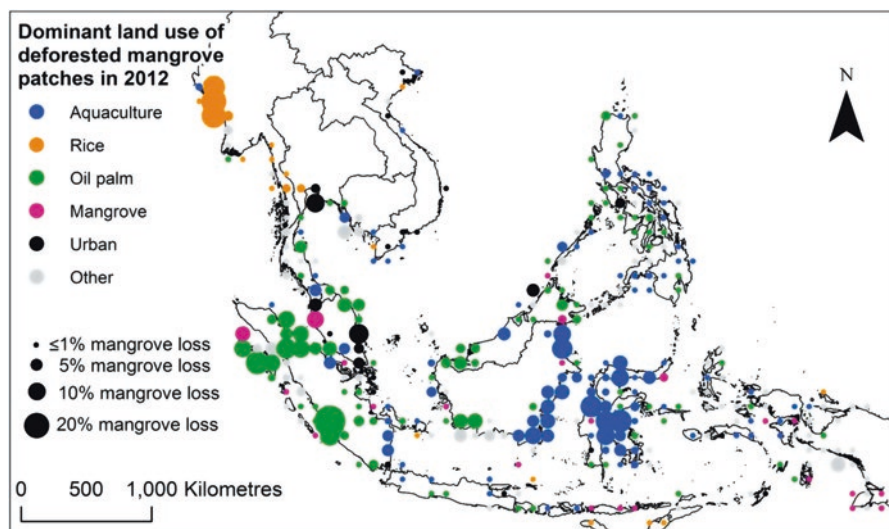 Dominant land use of
deforested mangrove
patches in 2012
Aquaculture
Rice
Oil palm
Mangrove
Urban
Other
≤1% mangrove loss
5% mangrove loss
10% mangrove loss
20% mangrove loss
0 500 1,000 Kilometres
N